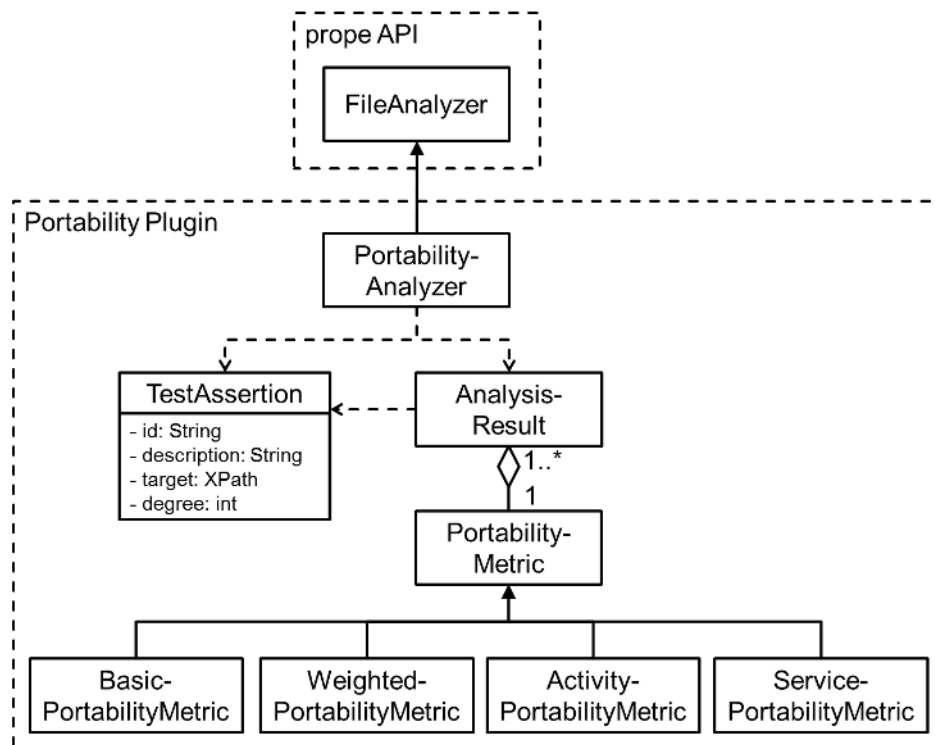 prope API
FileAnalyzer
Portability Plugin
Portability-
Analyzer
TestAssertion
- id: String
- description: String
- target: XPath
- degree: int
Analysis-
Result
1..*
1
Portability-
Metric
Basic-
PortabilityMetric
Weighted-
PortabilityMetric
Activity-
PortabilityMetric
Service-
PortabilityMetric